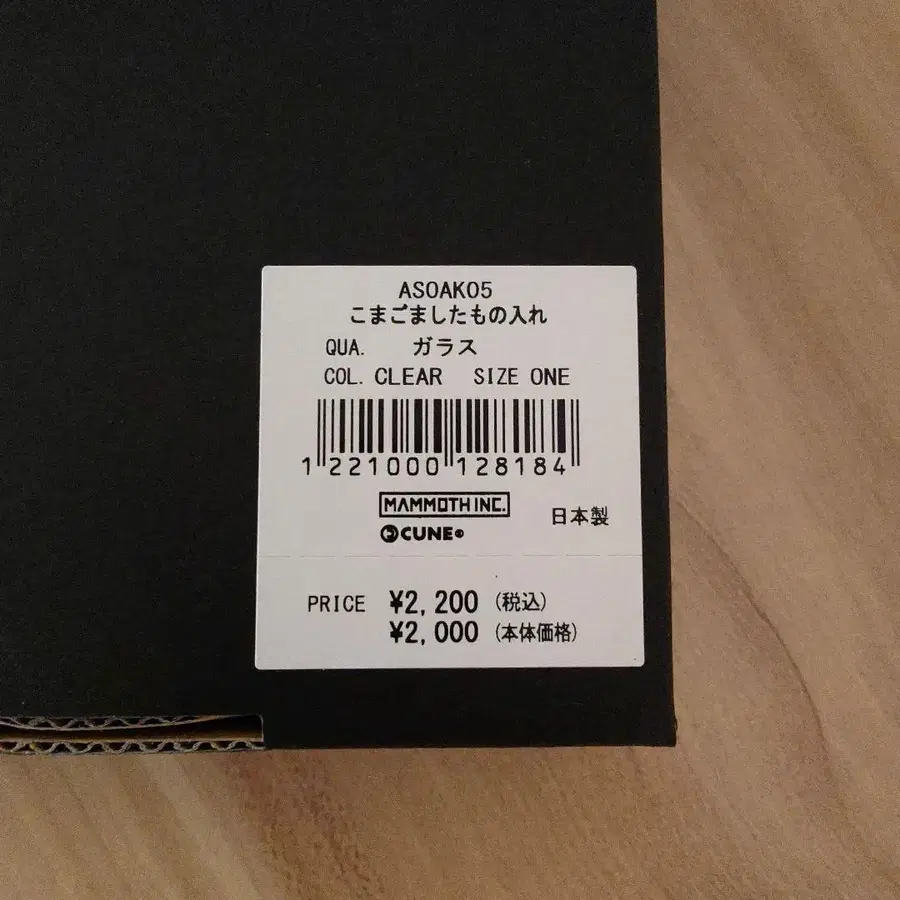 ASOAK05
こまごましたもの入れ
QUA. ガラス
COL. CLEAR SIZE ONE
1 221000 128184
MAMMOTH INC.
CUNE®
日本製
PRICE ¥2,200 (税込)
¥2,000 (本体価格)